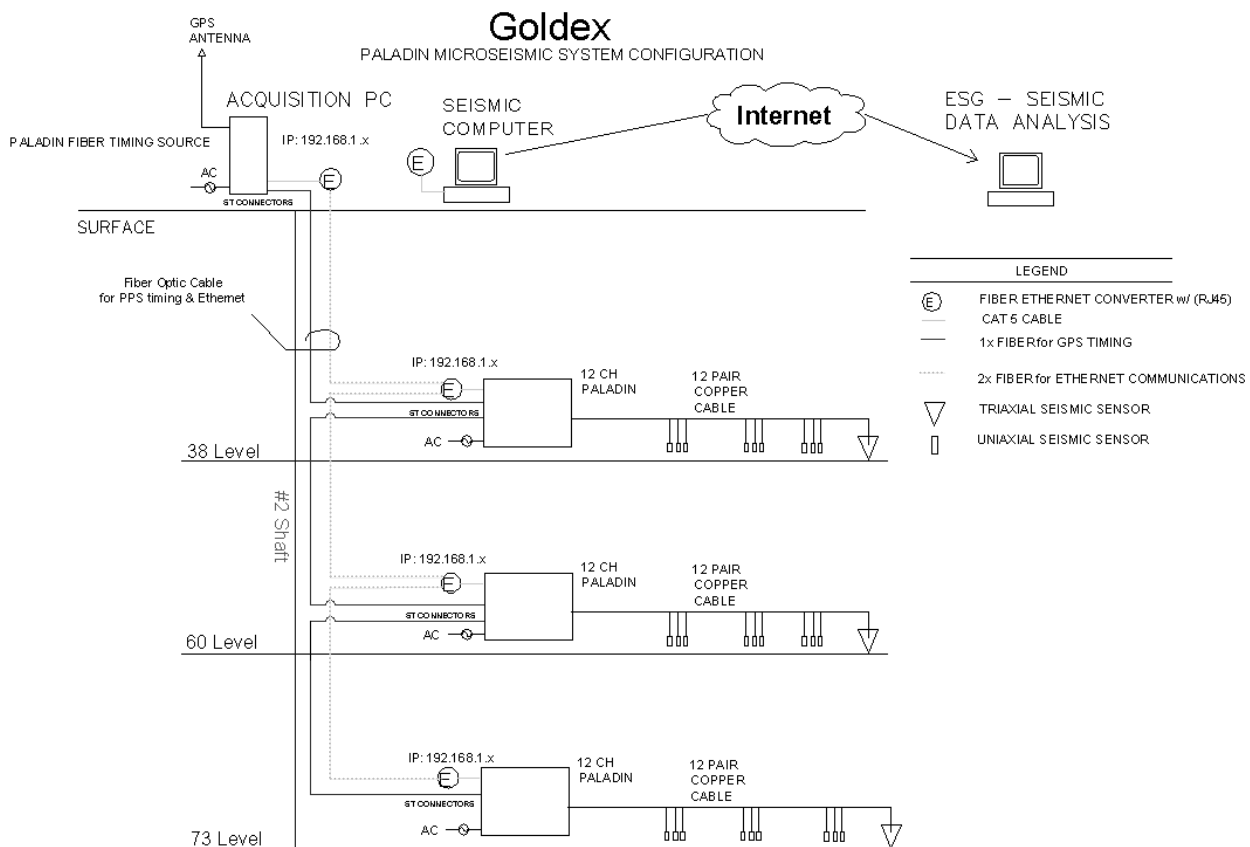 Goldex
PALADIN MICROSEISMIC SYSTEM CONFIGURATION
GPS
ANTENNA
ACQUISITION PC
PALADIN FIBER TIMING SOURCE
IP: 192.168.1.x
AC
E
ST CONNECTORS
SEISMIC
COMPUTER
E
Internet
ESG - SEISMIC
DATA ANALYSIS
SURFACE
Fiber Optic Cable
for PPS timing & Ethernet
LEGEND
E FIBER ETHERNET CONVERTER w/ (RJ45)
CAT 5 CABLE
1x FIBER for GPS TIMING
2x FIBER for ETHERNET COMMUNICATIONS
TRIAXIAL SEISMIC SENSOR
UNIAXIAL SEISMIC SENSOR
IP: 192.168.1.x
E
12 CH
PALADIN
12 PAIR
COPPER
CABLE
ST CONNECTORS
AC
38 Level
#2 Shaft
IP: 192.168.1.x
E
12 CH
PALADIN
12 PAIR
COPPER
CABLE
ST CONNECTORS
AC
60 Level
IP: 192.168.1.x
E
12 CH
PALADIN
12 PAIR
COPPER
CABLE
ST CONNECTORS
AC
73 Level